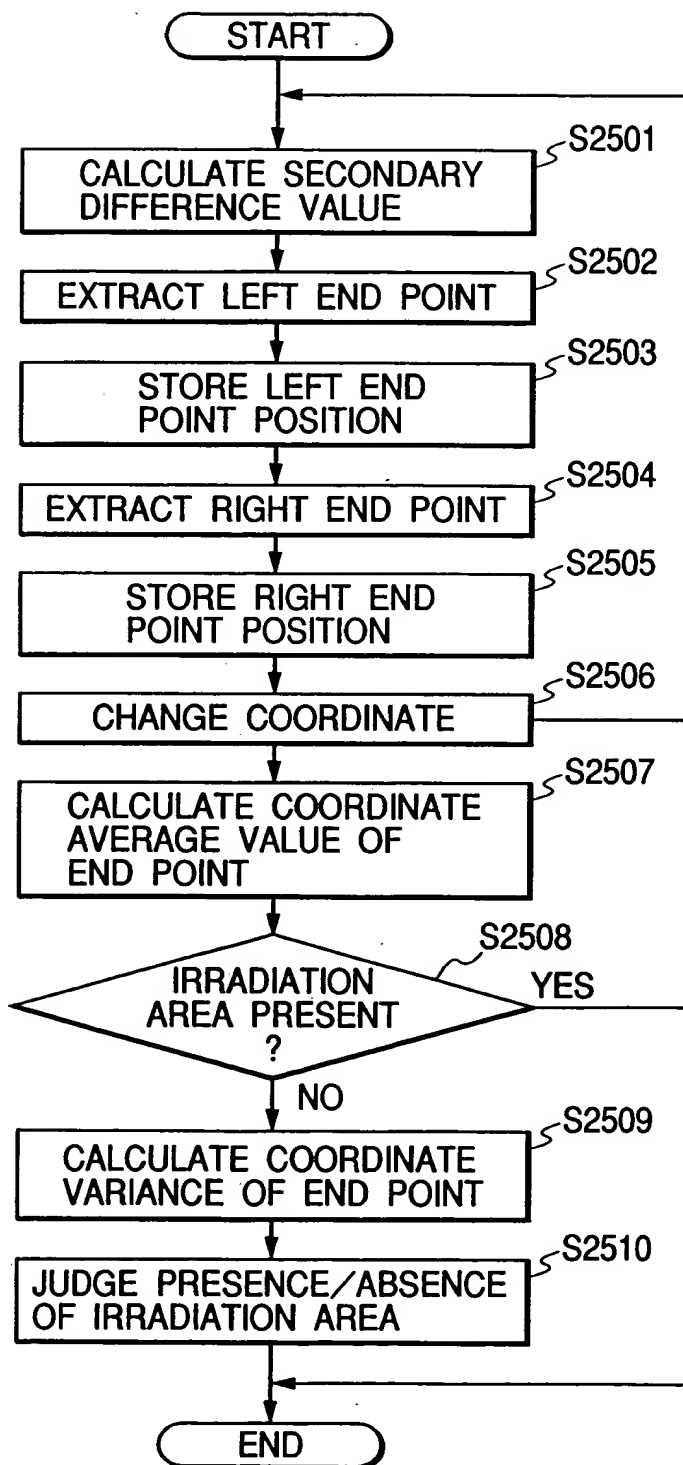 START
S2501
CALCULATE SECONDARY
DIFFERENCE VALUE
S2502
EXTRACT LEFT END POINT
S2503
STORE LEFT END
POINT POSITION
S2504
EXTRACT RIGHT END POINT
S2505
STORE RIGHT END
POINT POSITION
S2506
CHANGE COORDINATE
S2507
CALCULATE COORDINATE
AVERAGE VALUE OF
END POINT
S2508
IRRADIATION
AREA PRESENT
?
YES
NO
S2509
CALCULATE COORDINATE
VARIANCE OF END POINT
S2510
JUDGE PRESENCE/ABSENCE
OF IRRADIATION AREA
END